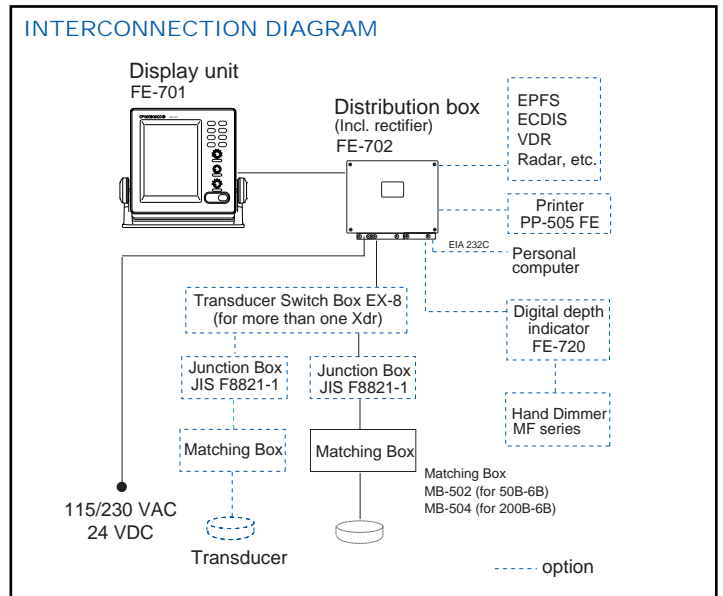 INTERCONNECTION DIAGRAM
Display unit
FE-701
Distribution box
(Incl. rectifier)
FE-702
EPFS
ECDIS
VDR
Radar, etc.
Printer
PP-505 FE
EIA 232C
Personal
computer
Transducer Switch Box EX-8
(for more than one Xdr)
Digital depth
indicator
FE-720
Junction Box
JIS F8821-1
Junction Box
JIS F8821-1
Hand Dimmer
MF series
Matching Box
Matching Box
Matching Box
MB-502 (for 50B-6B)
MB-504 (for 200B-6B)
115/230 VAC
24 VDC
Transducer
option